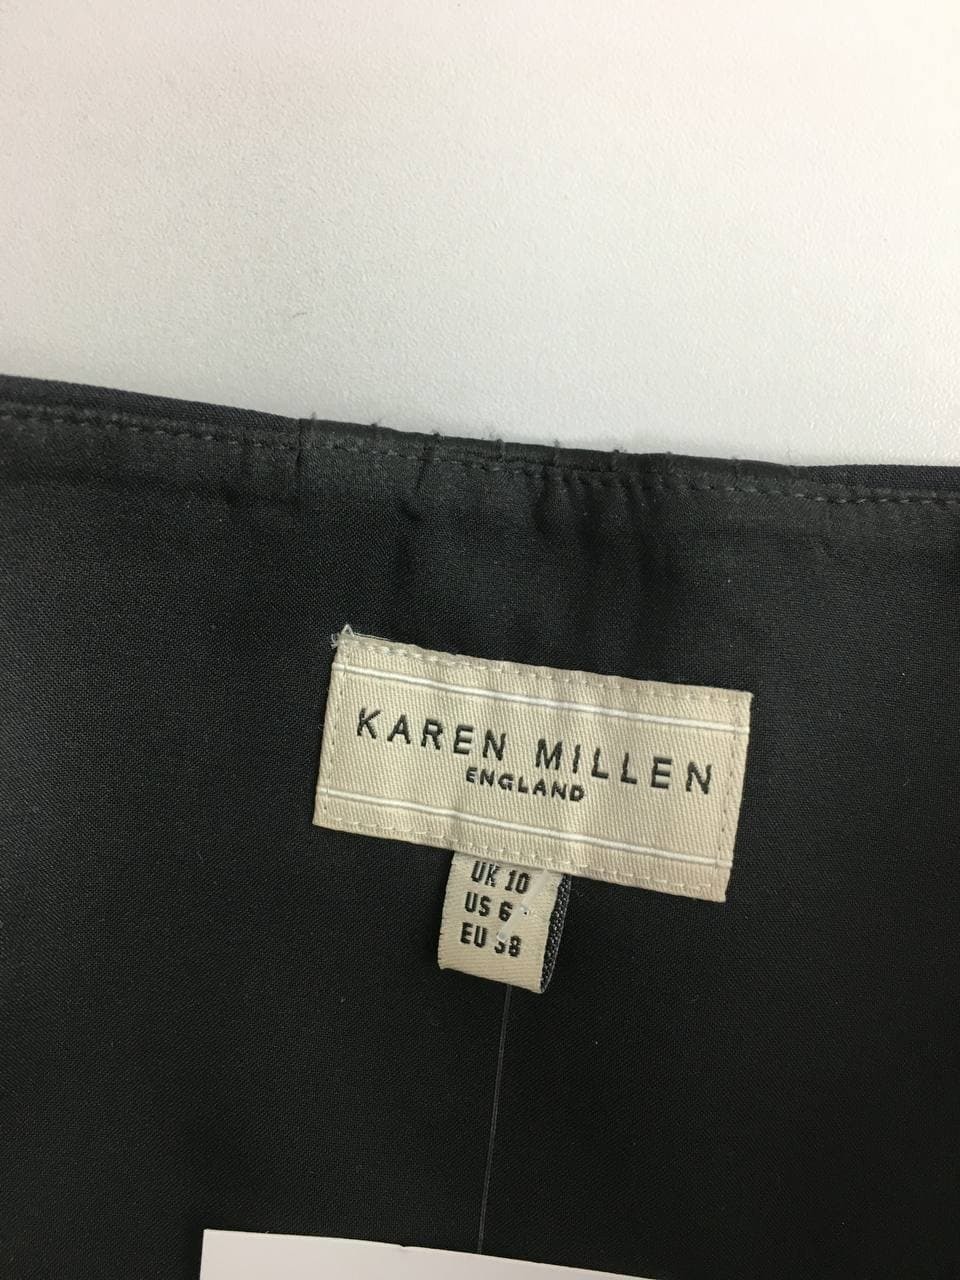 KAREN MILLEN
ENGLAND
UK 10
US 6
EU 38